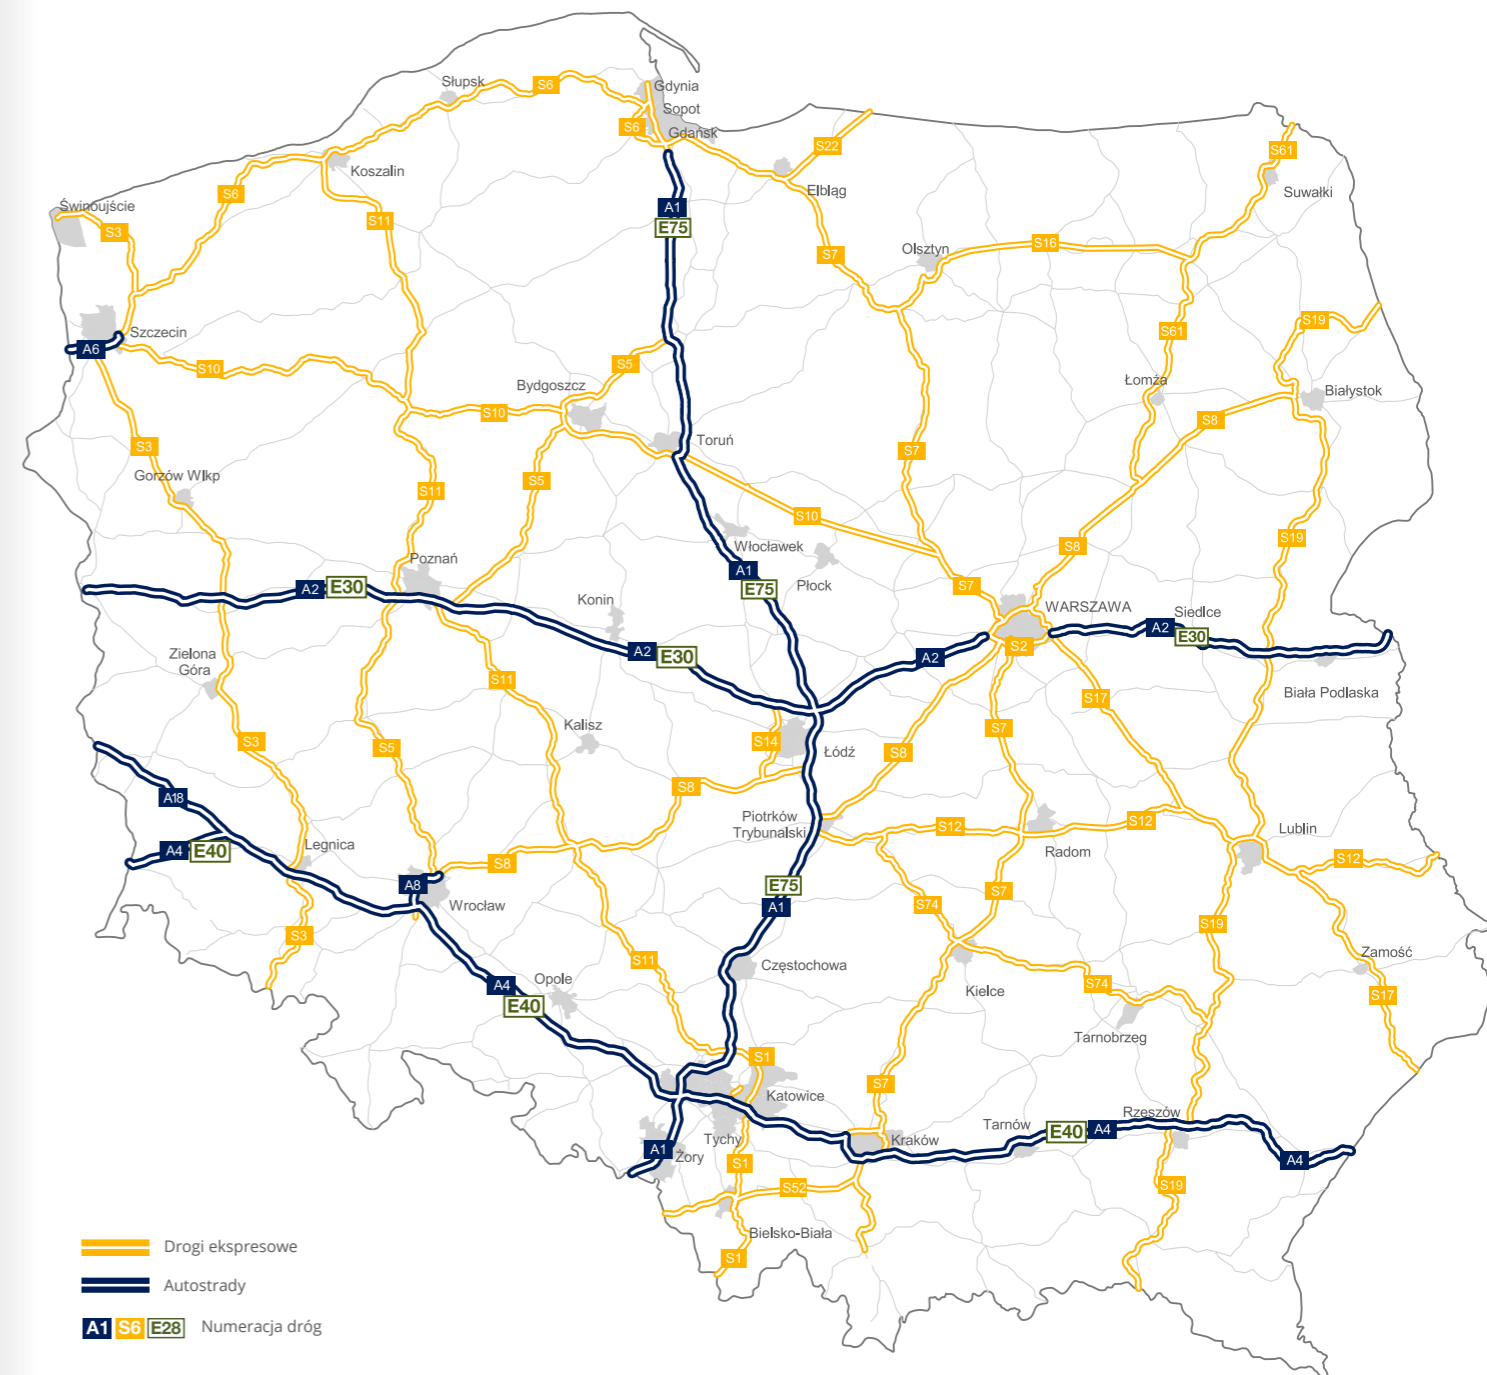 Słupsk
S6
Gdynia
Sopot
S6
Gdańsk
S22
S61
Koszalin
Suwałki
Elbląg
S6
Świnoujście
S3
S11
A1
E75
S7
Olsztyn
S16
Szczecin
A6
S10
S5
S61
S19
Bydgoszcz
Łomża
Białystok
S10
S8
Toruń
S3
Gorzów Wlkp
S11
S5
S7
S10
Włocławek
S8
S19
Poznań
A1
E75
Płock
S7
A2
E30
Konin
WARSZAWA
Siedlce
A2
E30
S2
A2
E30
A2
Zielona
Góra
S11
Biała Podlaska
S17
Kalisz
S3
S5
S14
Łódź
S8
S7
A18
S8
Piotrków
Trybunalski
S12
S12
Radom
Lublin
A4
E40
Legnica
S8
S12
A8
Wrocław
E75
A1
S7
S74
S19
S3
S11
Częstochowa
Kielce
Zamość
Opole
A4
E40
S74
S17
Tarnobrzeg
S1
Katowice
S7
Rzeszów
Tychy
Kraków
Tarnów
E40
A4
A1
Żory
S1
S52
A4
S19
Bielsko-Biała
S1
Drogi ekspresowe
Autostrady
A1 S6 E28 Numeracja dróg